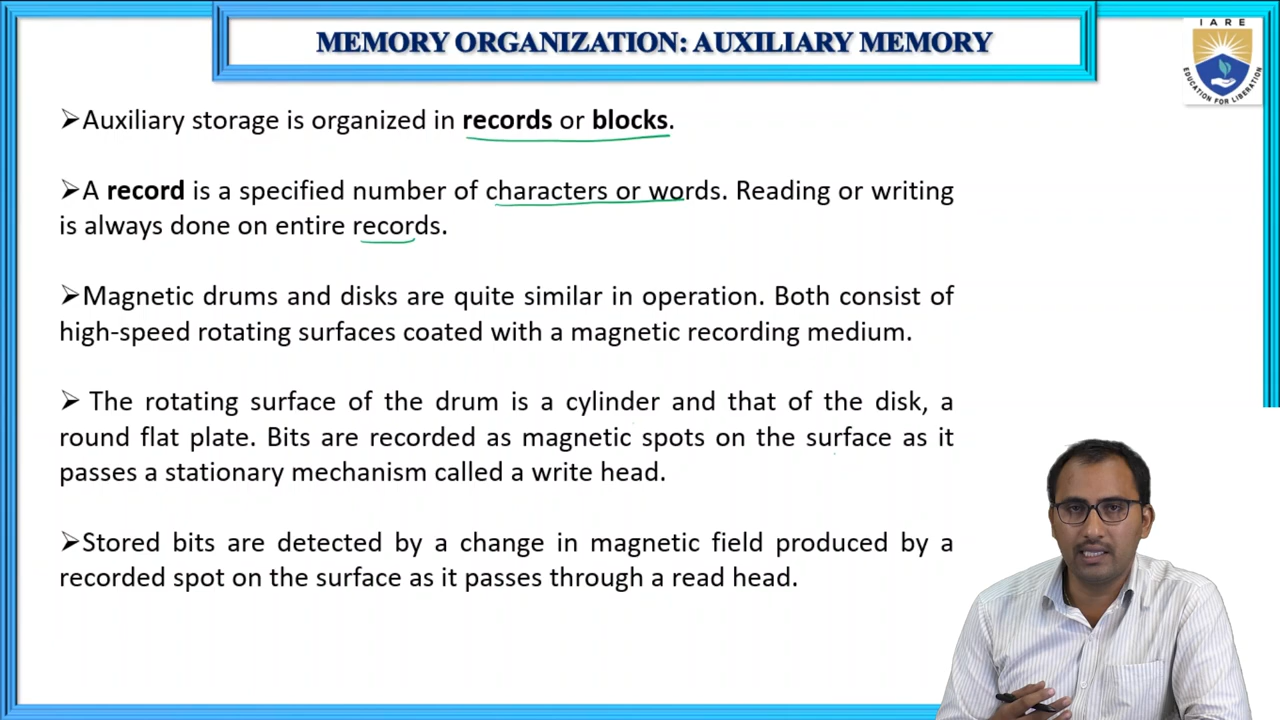 MEMORY ORGANIZATION: AUXILIARY MEMORY
IARE
EDUCATION FOR LIBERATION
➢Auxiliary storage is organized in records or blocks.
➢A record is a specified number of characters or words. Reading or writing
is always done on entire records.
➢Magnetic drums and disks are quite similar in operation. Both consist of
high-speed rotating surfaces coated with a magnetic recording medium.
➢ The rotating surface of the drum is a cylinder and that of the disk, a
round flat plate. Bits are recorded as magnetic spots on the surface as it
passes a stationary mechanism called a write head.
➢Stored bits are detected by a change in magnetic field produced by a
recorded spot on the surface as it passes through a read head.